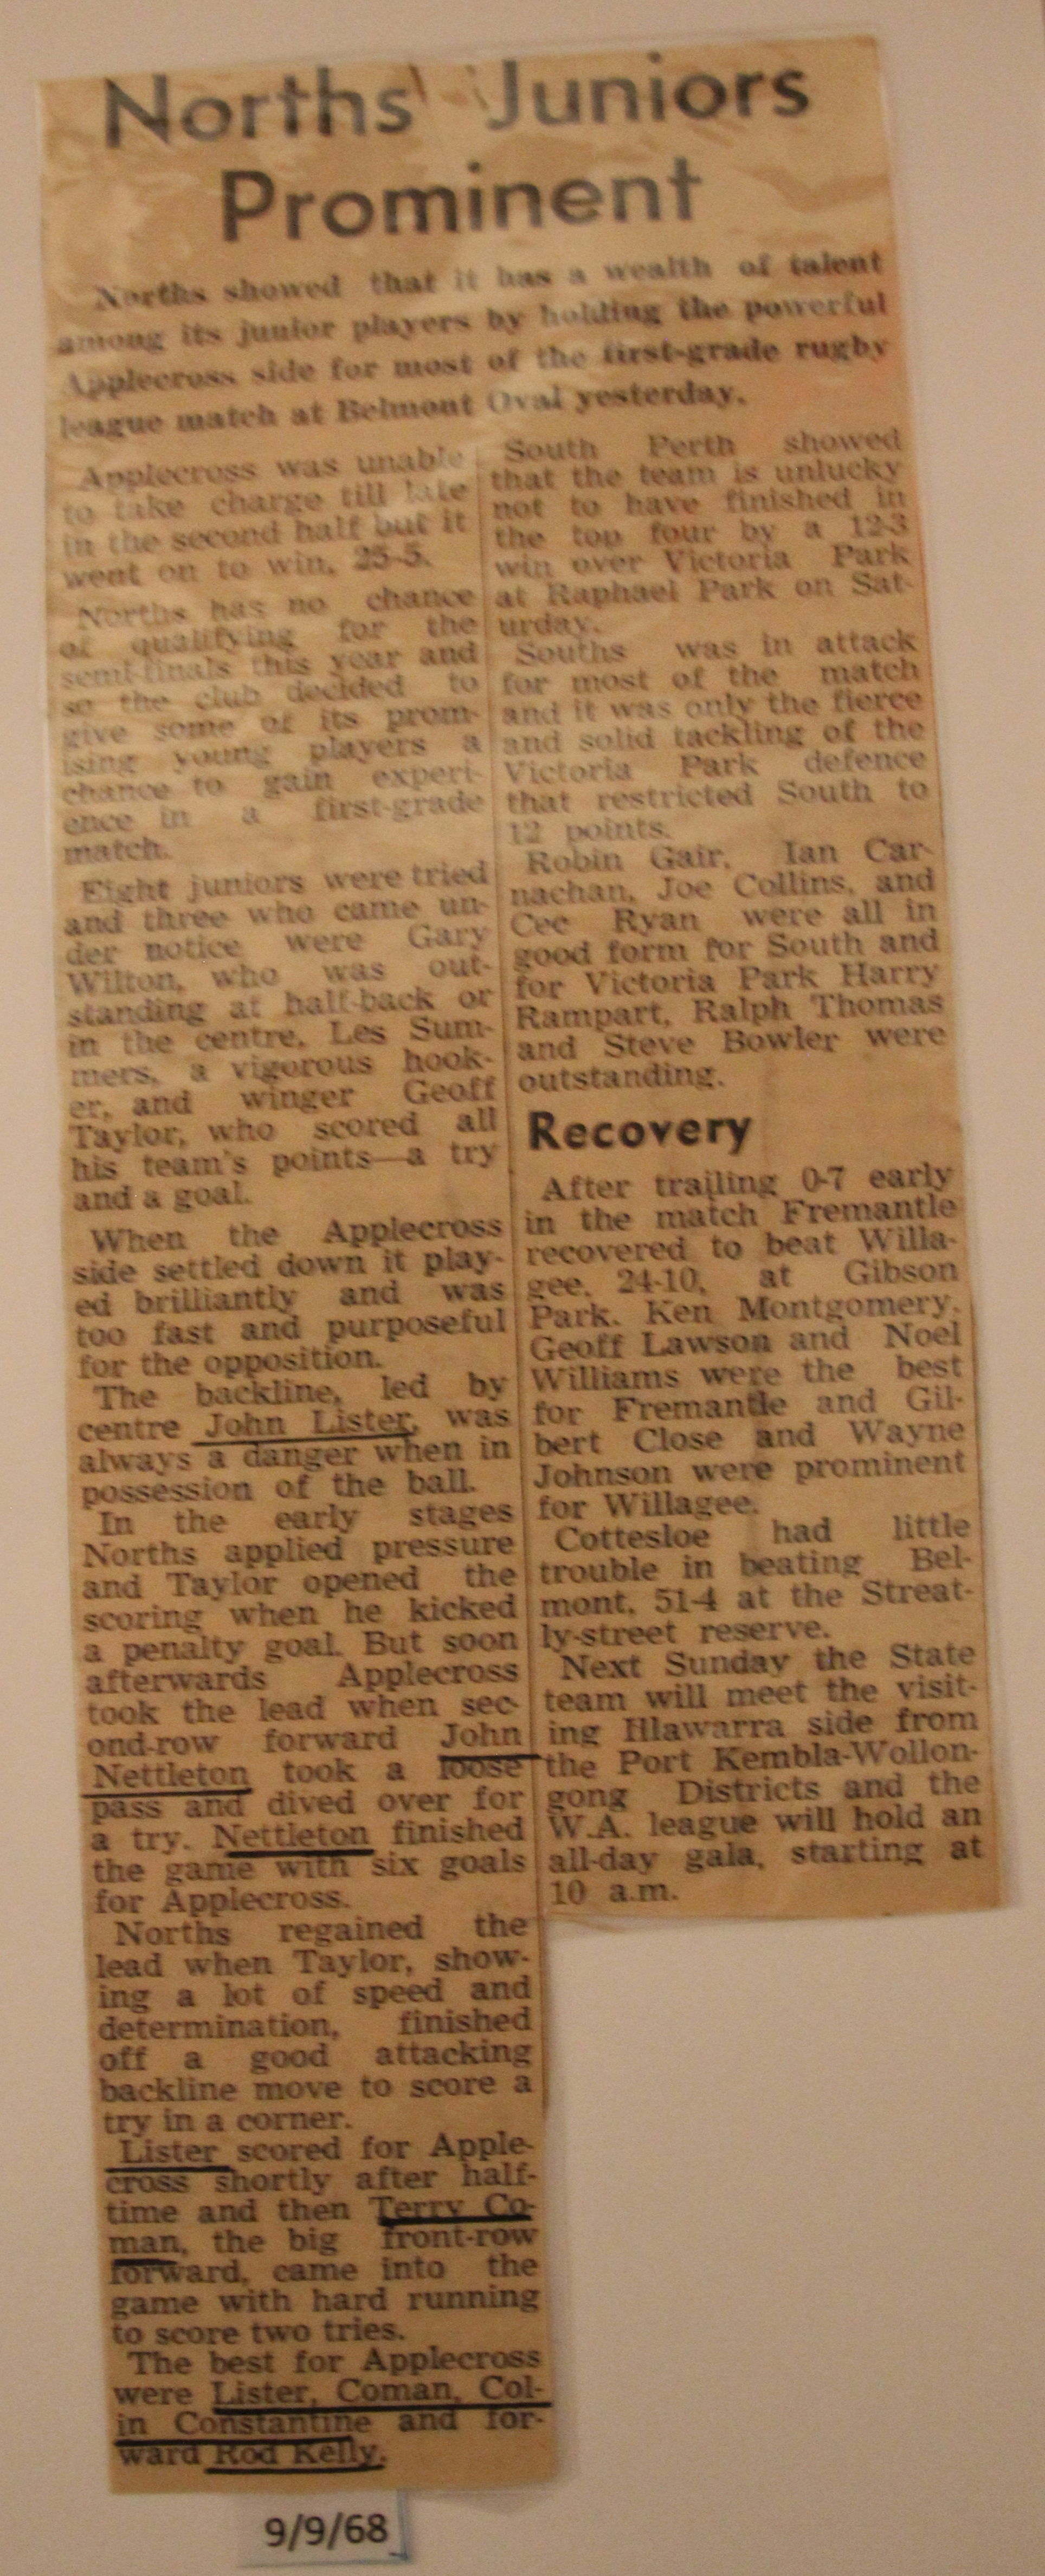 Norths Juniors
Prominent
Norths showed that it has a wealth of talent
among its junior players by holding the powerful
Applecross side for most of the first-grade rugby
league match at Belmont Oval yesterday.
Applecross was unable
to take charge till late
in the second half but it
went on to win, 25-5.
Norths has no chance
of qualifying for the
semi-finals this year and
so the club decided to
give some of its prom-
ising young players a
chance to gain experi-
ence in a first-grade
match.
Eight juniors were tried
and three who came un-
der notice were Gary
Wilton, who was out-
standing at half-back or
in the centre, Les Sum-
mers, a vigorous hook-
er, and winger Geoff
Taylor, who scored all
his team's points—a try
and a goal.
When the Applecross
side settled down it play-
ed brilliantly and was
too fast and purposeful
for the opposition.
The backline, led by
centre John Lister, was
always a danger when in
possession of the ball.
In the early stages
Norths applied pressure
and Taylor opened the
scoring when he kicked
a penalty goal. But soon
afterwards Applecross
took the lead when sec-
ond-row forward John
Nettleton took a loose
pass and dived over for
a try. Nettleton finished
the game with six goals
for Applecross.
Norths regained the
lead when Taylor, show-
ing a lot of speed and
determination, finished
off a good attacking
backline move to score a
try in a corner.
Lister scored for Apple-
cross shortly after half-
time and then Terry Co-
man, the big front-row
forward, came into the
game with hard running
to score two tries.
The best for Applecross
were Lister, Coman, Col-
in Constantine and for-
ward Rod Kelly.
South Perth showed
that the team is unlucky
not to have finished in
the top four by a 12-3
win over Victoria Park
at Raphael Park on Sat-
urday.
Souths was in attack
for most of the match
and it was only the fierce
and solid tackling of the
Victoria Park defence
that restricted South to
12 points.
Robin Gair, Ian Car-
nachan, Joe Collins, and
Cec Ryan were all in
good form for South and
for Victoria Park Harry
Rampart, Ralph Thomas
and Steve Bowler were
outstanding.
Recovery
After trailing 0-7 early
in the match Fremantle
recovered to beat Willa-
gee, 24-10, at Gibson
Park. Ken Montgomery,
Geoff Lawson and Noel
Williams were the best
for Fremantle and Gil-
bert Close and Wayne
Johnson were prominent
for Willagee.
Cottesloe had little
trouble in beating Bel-
mont, 51-4 at the Streat-
ly-street reserve.
Next Sunday the State
team will meet the visit-
ing Illawarra side from
the Port Kembla-Wollon-
gong Districts and the
W.A. league will hold an
all-day gala, starting at
10 a.m.
9/9/68